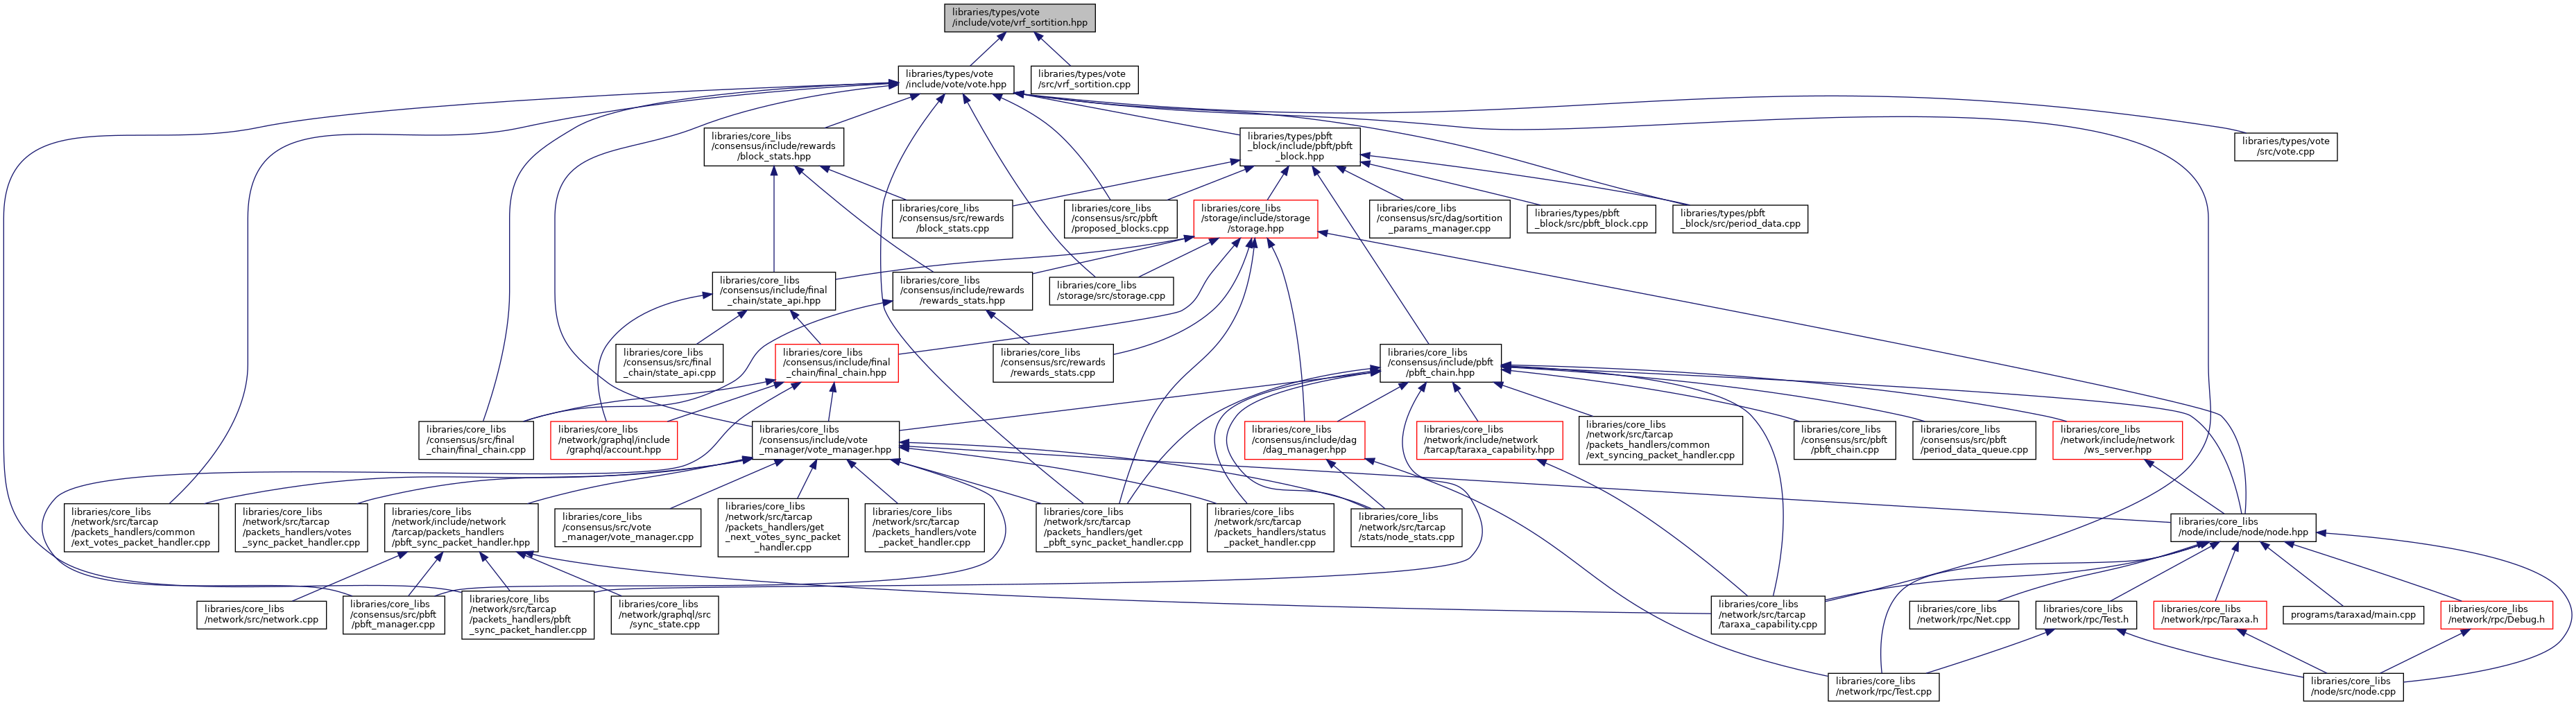 libraries/types/vote
/include/vote/vrf_sortition.hpp
libraries/types/vote
/include/vote/vote.hpp
libraries/types/vote
/src/vrf_sortition.cpp
libraries/core_libs
/consensus/include/rewards
/block_stats.hpp
libraries/types/pbft
_block/include/pbft/pbft
_block.hpp
libraries/types/vote
/src/vote.cpp
libraries/core_libs
/consensus/src/rewards
/block_stats.cpp
libraries/core_libs
/consensus/src/pbft
/proposed_blocks.cpp
libraries/core_libs
/storage/include/storage
/storage.hpp
libraries/core_libs
/consensus/src/dag/sortition
_params_manager.cpp
libraries/types/pbft
_block/src/pbft_block.cpp
libraries/types/pbft
_block/src/period_data.cpp
libraries/core_libs
/consensus/include/final
_chain/state_api.hpp
libraries/core_libs
/consensus/include/rewards
/rewards_stats.hpp
libraries/core_libs
/storage/src/storage.cpp
libraries/core_libs
/consensus/src/final
_chain/state_api.cpp
libraries/core_libs
/consensus/include/final
_chain/final_chain.hpp
libraries/core_libs
/consensus/src/rewards
/rewards_stats.cpp
libraries/core_libs
/consensus/include/pbft
/pbft_chain.hpp
libraries/core_libs
/consensus/src/final
_chain/final_chain.cpp
libraries/core_libs
/network/graphql/include
/graphql/account.hpp
libraries/core_libs
/consensus/include/vote
_manager/vote_manager.hpp
libraries/core_libs
/consensus/include/dag
/dag_manager.hpp
libraries/core_libs
/network/include/network
/tarcap/taraxa_capability.hpp
libraries/core_libs
/network/src/tarcap
/packets_handlers/common
/ext_syncing_packet_handler.cpp
libraries/core_libs
/consensus/src/pbft
/pbft_chain.cpp
libraries/core_libs
/consensus/src/pbft
/period_data_queue.cpp
libraries/core_libs
/network/include/network
/ws_server.hpp
libraries/core_libs
/network/src/tarcap
/packets_handlers/common
/ext_votes_packet_handler.cpp
libraries/core_libs
/network/src/tarcap
/packets_handlers/votes
_sync_packet_handler.cpp
libraries/core_libs
/network/include/network
/tarcap/packets_handlers
/pbft_sync_packet_handler.hpp
libraries/core_libs
/consensus/src/vote
_manager/vote_manager.cpp
libraries/core_libs
/network/src/tarcap
/packets_handlers/get
_next_votes_sync_packet
_handler.cpp
libraries/core_libs
/network/src/tarcap
/packets_handlers/vote
_packet_handler.cpp
libraries/core_libs
/network/src/tarcap
/packets_handlers/get
_pbft_sync_packet_handler.cpp
libraries/core_libs
/network/src/tarcap
/packets_handlers/status
_packet_handler.cpp
libraries/core_libs
/network/src/tarcap
/stats/node_stats.cpp
libraries/core_libs
/node/include/node/node.hpp
libraries/core_libs
/network/src/network.cpp
libraries/core_libs
/consensus/src/pbft
/pbft_manager.cpp
libraries/core_libs
/network/src/tarcap
/packets_handlers/pbft
_sync_packet_handler.cpp
libraries/core_libs
/network/graphql/src
/sync_state.cpp
libraries/core_libs
/network/src/tarcap
/taraxa_capability.cpp
libraries/core_libs
/network/rpc/Net.cpp
libraries/core_libs
/network/rpc/Test.h
libraries/core_libs
/network/rpc/Taraxa.h
programs/taraxad/main.cpp
libraries/core_libs
/network/rpc/Debug.h
libraries/core_libs
/network/rpc/Test.cpp
libraries/core_libs
/node/src/node.cpp